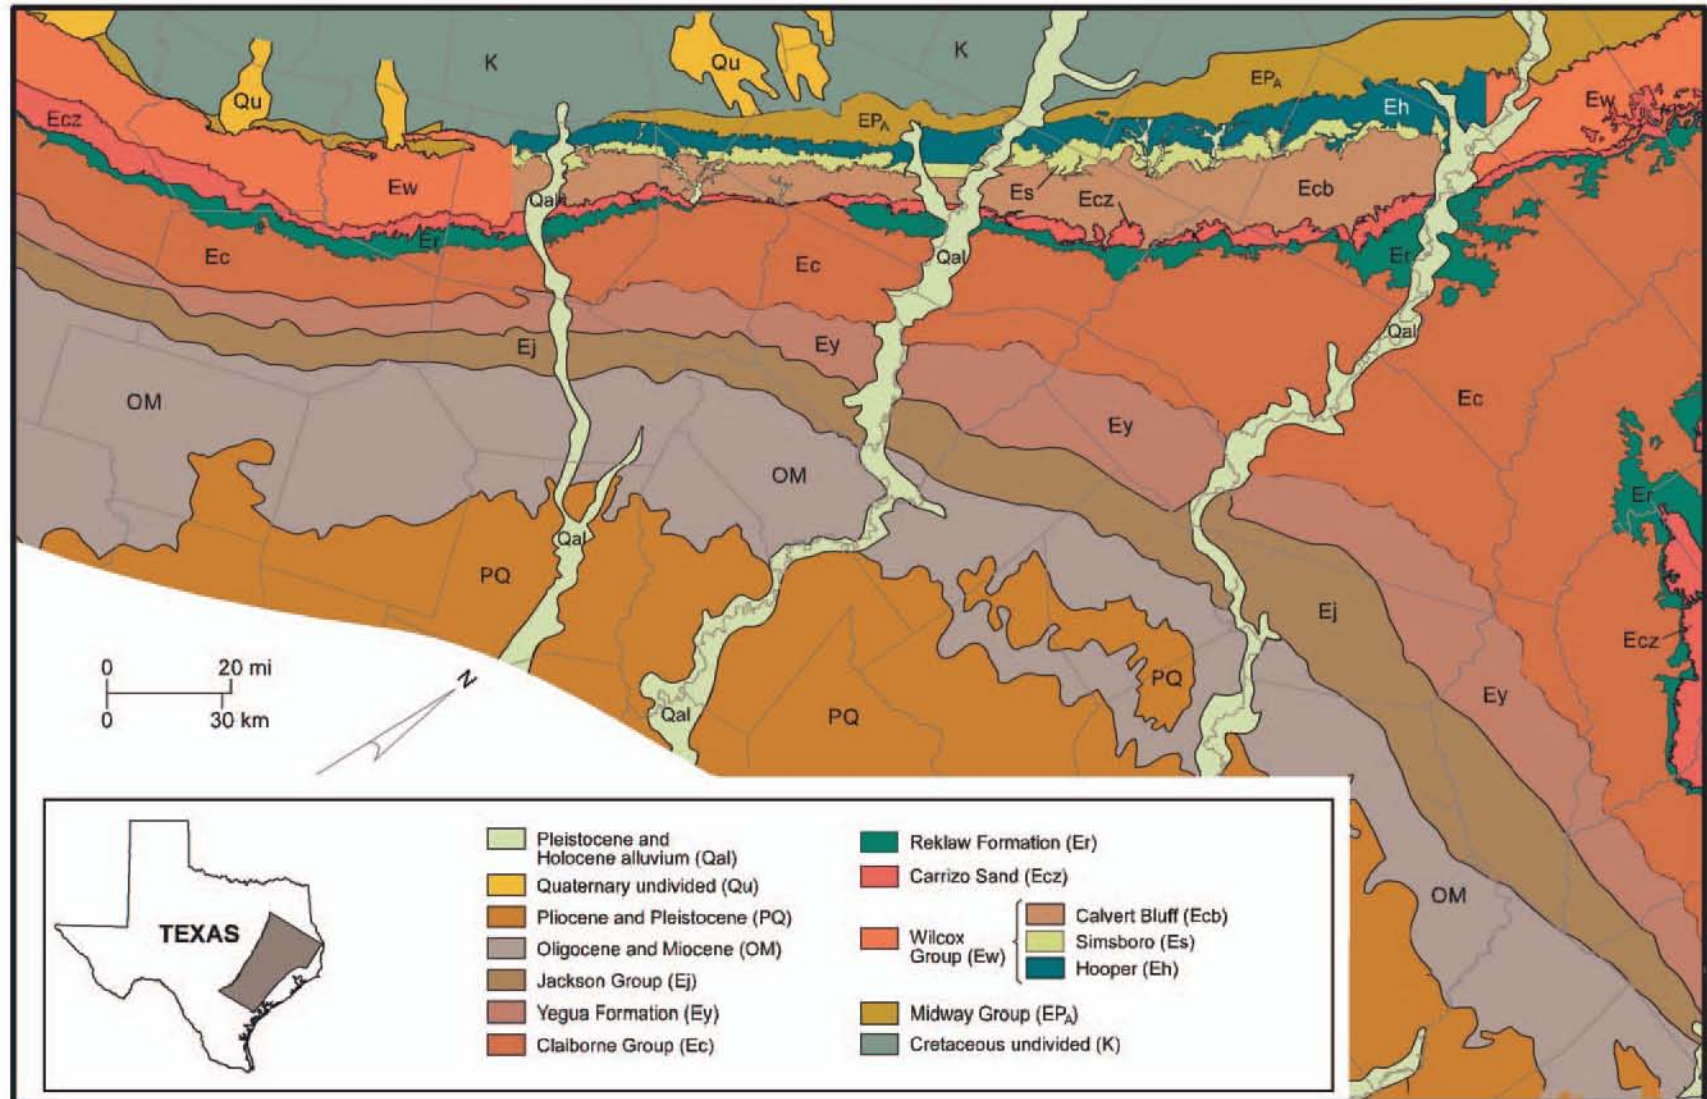 K
K
Qu
Qu
EPA
EPA
Eh
Ew
Ecz
Ew
Qal
Es
Ecz
Ecb
Er
Ec
Ec
Qal
Er
Qal
Ej
Ey
OM
Ec
Ey
OM
Er
Qal
PQ
Ej
Ecz
PQ
Ey
Qal
PQ
OM
0 20 mi
0 30 km
N
TEXAS
Pleistocene and
Holocene alluvium (Qal)
Quaternary undivided (Qu)
Pliocene and Pleistocene (PQ)
Oligocene and Miocene (OM)
Jackson Group (Ej)
Yegua Formation (Ey)
Claiborne Group (Ec)
Reklaw Formation (Er)
Carrizo Sand (Ecz)
Wilcox
Group (Ew)
Calvert Bluff (Ecb)
Simsboro (Es)
Hooper (Eh)
Midway Group (EPA)
Cretaceous undivided (K)